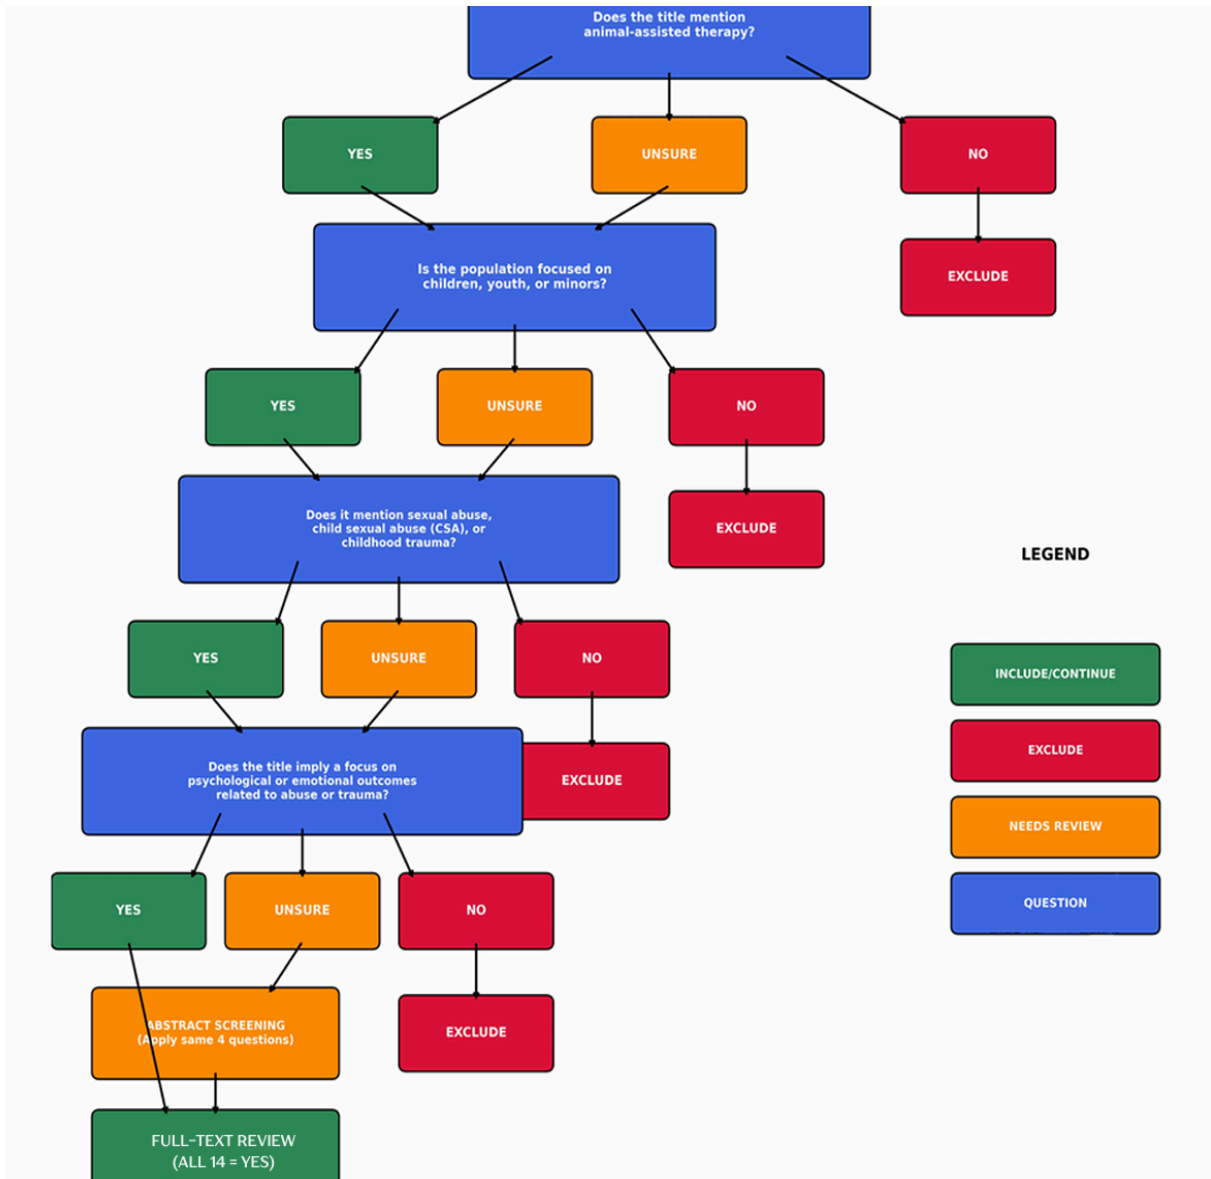 Does the title mention
animal-assisted therapy?
YES
UNSURE
NO
EXCLUDE
Is the population focused on
children, youth, or minors?
YES
UNSURE
NO
EXCLUDE
Does it mention sexual abuse,
child sexual abuse (CSA), or
childhood trauma?
YES
UNSURE
NO
EXCLUDE
Does the title imply a focus on
psychological or emotional outcomes
related to abuse or trauma?
YES
UNSURE
NO
EXCLUDE
ABSTRACT SCREENING
(Apply same 4 questions)
FULL-TEXT REVIEW
(ALL 14 = YES)
LEGEND
INCLUDE/CONTINUE
EXCLUDE
NEEDS REVIEW
QUESTION